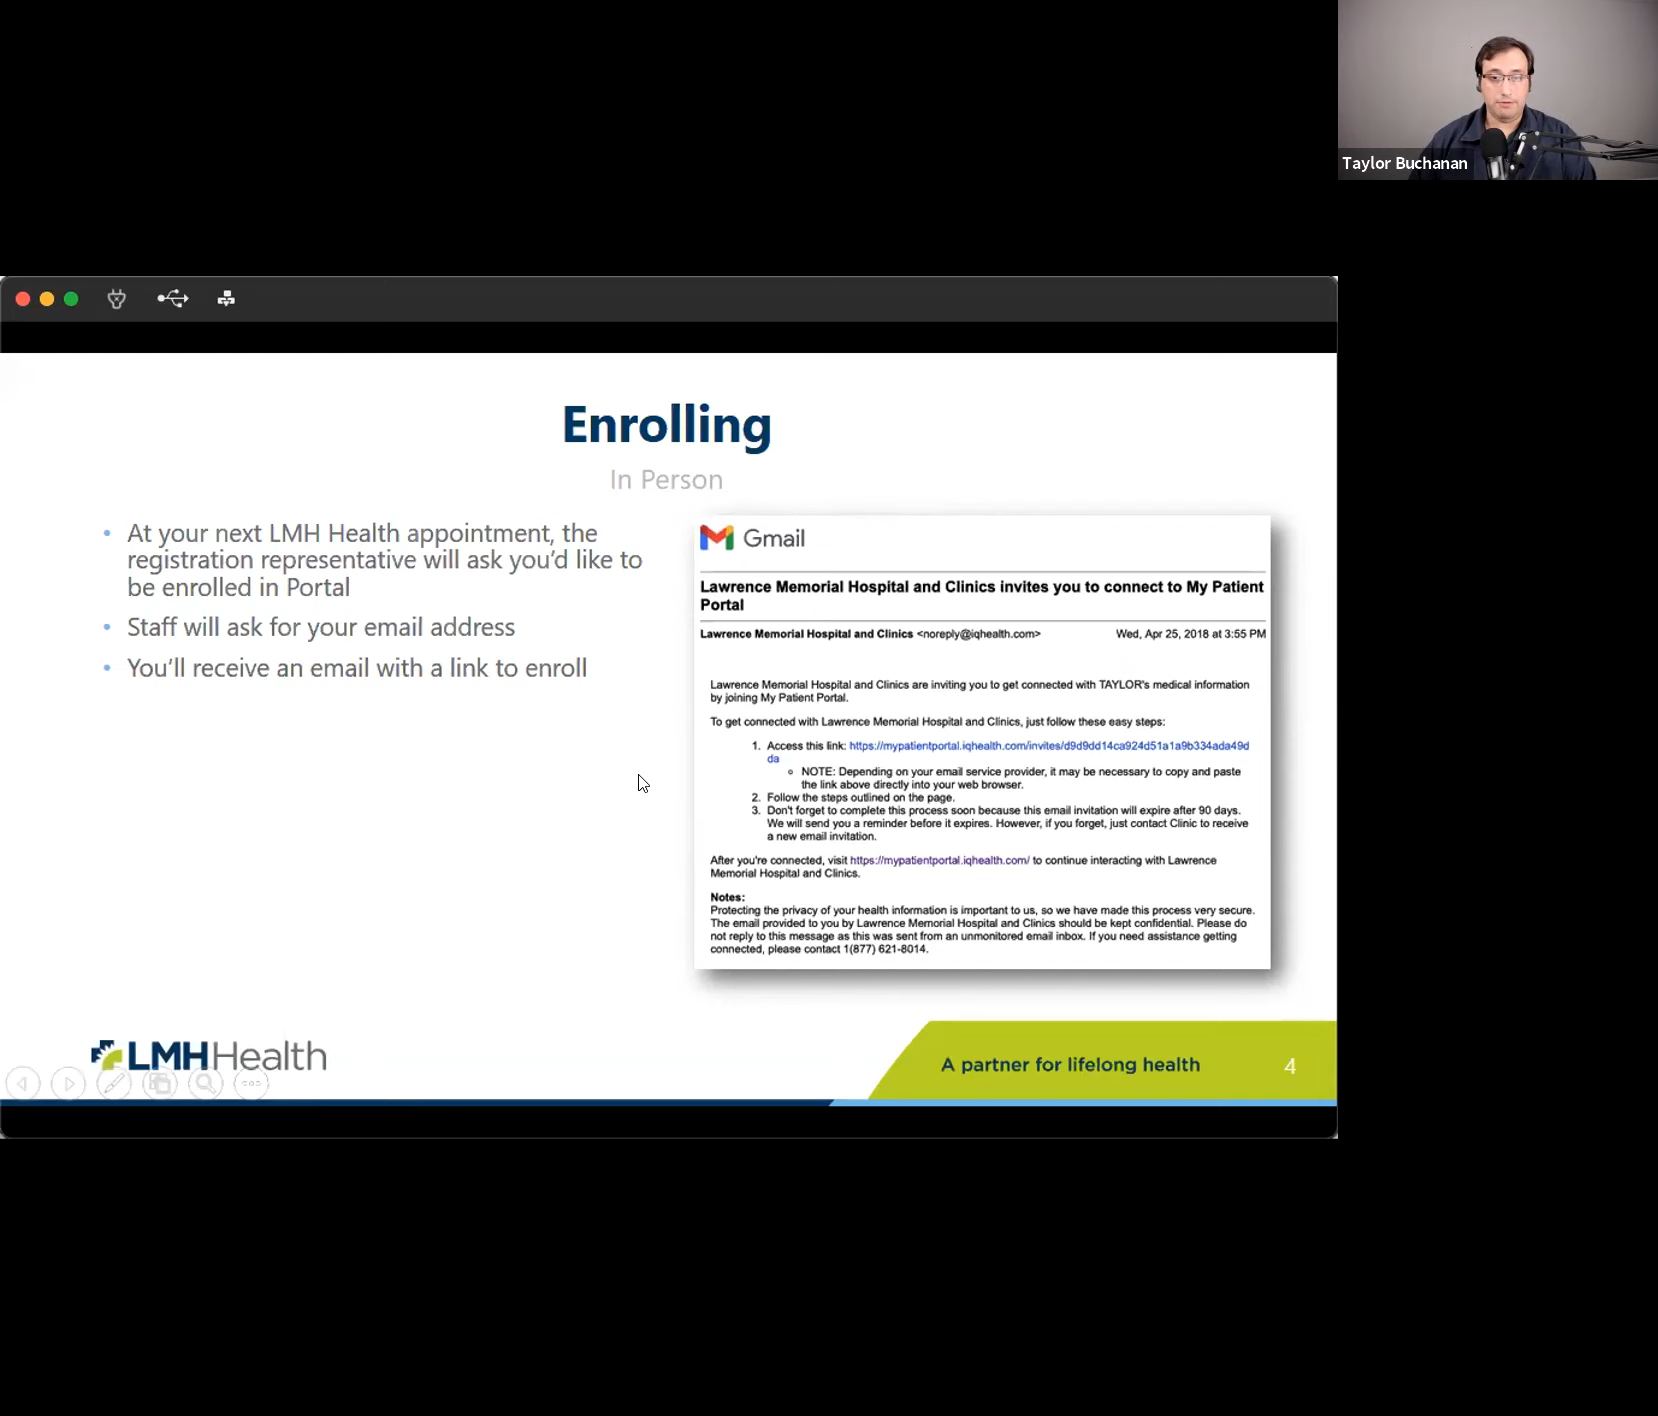 Taylor Buchanan
Enrolling
In Person
• At your next LMH Health appointment, the
registration representative will ask you’d like to
be enrolled in Portal
• Staff will ask for your email address
• You’ll receive an email with a link to enroll
Gmail
Lawrence Memorial Hospital and Clinics invites you to connect to My Patient
Portal
Lawrence Memorial Hospital and Clinics <noreply@iqhealth.com> Wed, Apr 25, 2018 at 3:55 PM
Lawrence Memorial Hospital and Clinics are inviting you to get connected with TAYLOR's medical information
by joining My Patient Portal.
To get connected with Lawrence Memorial Hospital and Clinics, just follow these easy steps:
1. Access this link: https://mypatientportal.iqhealth.com/invites/d9d9dd14ca924d51a1a9b334ada49d
da
NOTE: Depending on your email service provider, it may be necessary to copy and paste
the link above directly into your web browser.
2. Follow the steps outlined on the page.
3. Don't forget to complete this process soon because this email invitation will expire after 90 days.
We will send you a reminder before it expires. However, if you forget, just contact Clinic to receive
a new email invitation.
After you're connected, visit https://mypatientportal.iqhealth.com/ to continue interacting with Lawrence
Memorial Hospital and Clinics.
Notes:
Protecting the privacy of your health information is important to us, so we have made this process very secure.
The email provided to you by Lawrence Memorial Hospital and Clinics should be kept confidential. Please do
not reply to this message as this was sent from an unmonitored email inbox. If you need assistance getting
connected, please contact 1(877) 621-8014.
LMH Health
A partner for lifelong health 4